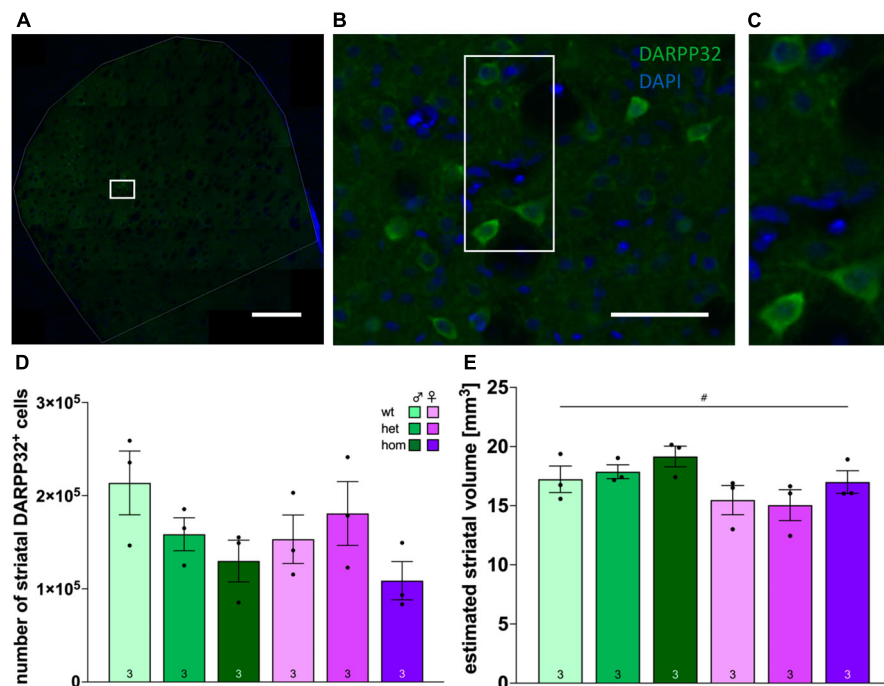 A
B
C
DARPP32
DAPI
D
number of striatal DARPP32⁺ cells
3×10⁵
2×10⁵
1×10⁵
0
♂ ♀
wt
het
hom
3 3 3 3 3 3
E
estimated striatal volume [mm³]
25
20
15
10
5
0
#
3 3 3 3 3 3